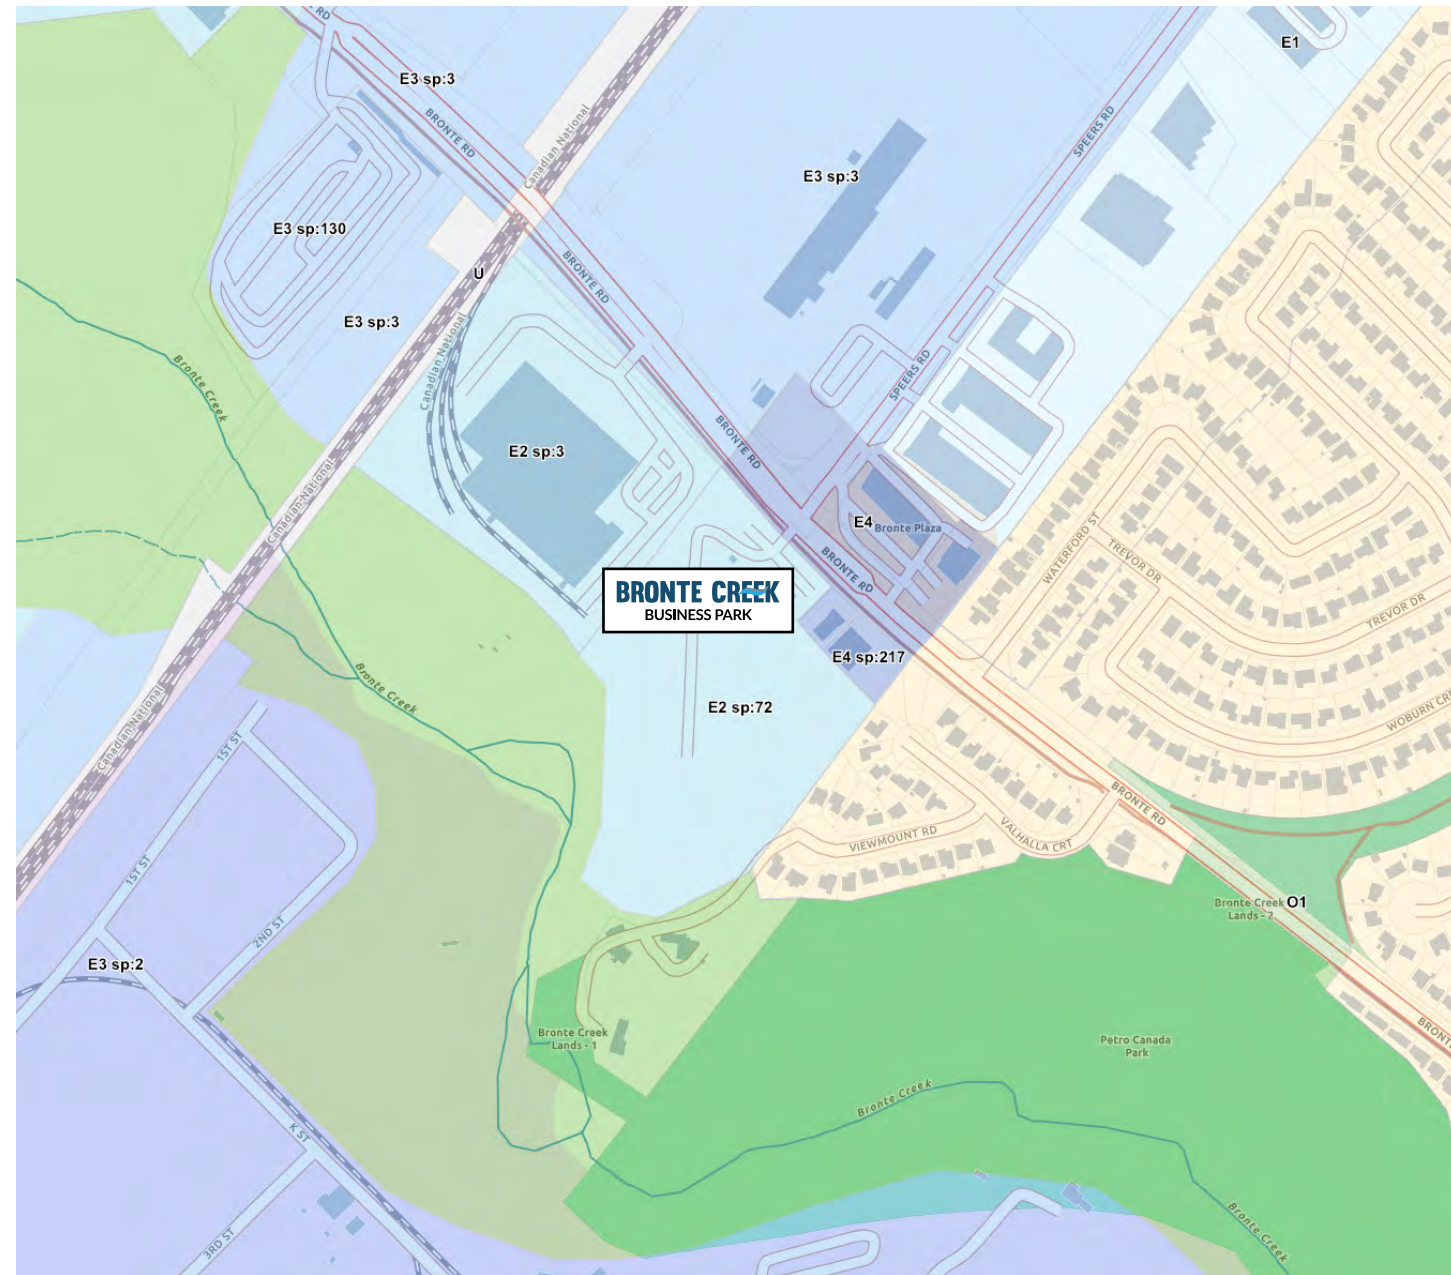 RD
E1
E3 sp:3
BRONTE RD
Canadian National
SPEERS RD
E3 sp:3
E3 sp:130
BRONTE RD
U
E3 sp:3
Canadian National
Bronte Creek
SPEERS RD
BRONTE RD
E2 sp:3
Canadian National
E4
Bronte Plaza
WATERFORD ST
TREVOR DR
BRONTE RD
BRONTE CREEK
BUSINESS PARK
TREVOR DR
E4 sp:217
Bronte Creek
E2 sp:72
WOBURN CR
Canadian National
1ST ST
BRONTE RD
VIEWMOUNT RD
VALHALLA CRT
1ST ST
Bronte Creek
Lands - 2
O1
2ND ST
E3 sp:2
Bronte Creek
Lands - 1
Petro Canada
Park
BRONTE
Bronte Creek
K ST
3RD ST
Bronte Creek